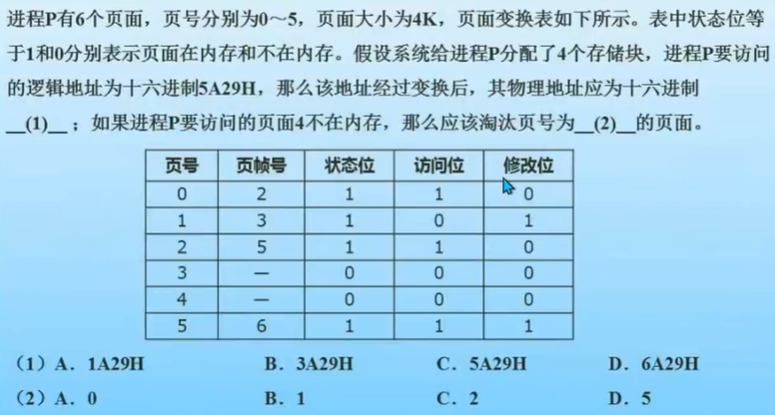 进程P有6个页面，页号分别为0～5，页面大小为4K，页面变换表如下所示。表中状态位等
于1和0分别表示页面在内存和不在内存。假设系统给进程P分配了4个存储块，进程P要访问
的逻辑地址为十六进制5A29H，那么该地址经过变换后，其物理地址应为十六进制
__(1)__；如果进程P要访问的页面4不在内存，那么应该淘汰页号为__(2)__的页面。
页号 页帧号 状态位 访问位 修改位
0 2 1 1 0
1 3 1 0 1
2 5 1 1 0
3 — 0 0 0
4 — 0 0 0
5 6 1 1 1
（1）A．1A29H B．3A29H C．5A29H D．6A29H
（2）A．0 B．1 C．2 D．5